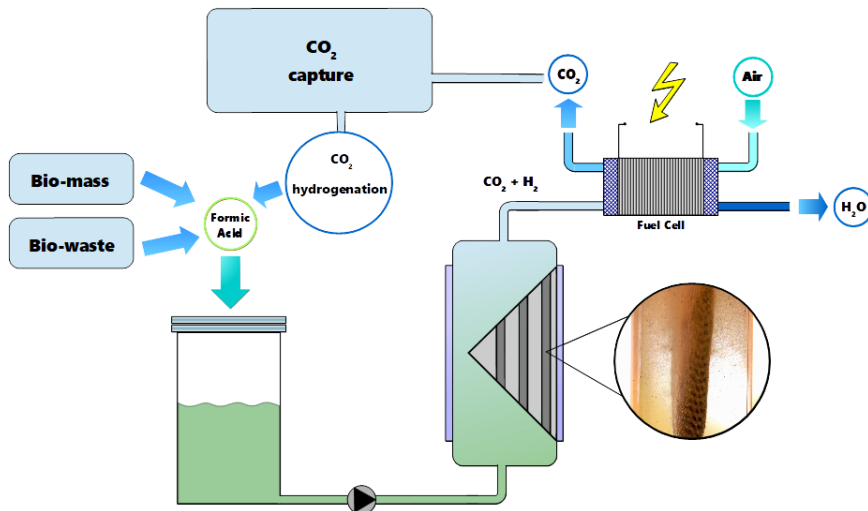 CO₂
capture
CO₂
Air
CO₂
hydrogenation
Bio-mass
CO₂ + H₂
Formic
Acid
H₂O
Bio-waste
Fuel Cell